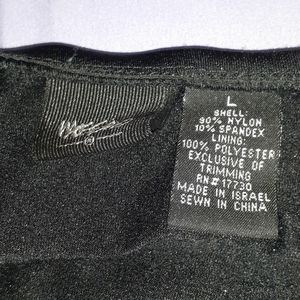 L
SHELL:
90% NYLON
10% SPANDEX
LINING:
100% POLYESTER
EXCLUSIVE OF
TRIMMING
RN# 17730
MADE IN ISRAEL
SEWN IN CHINA